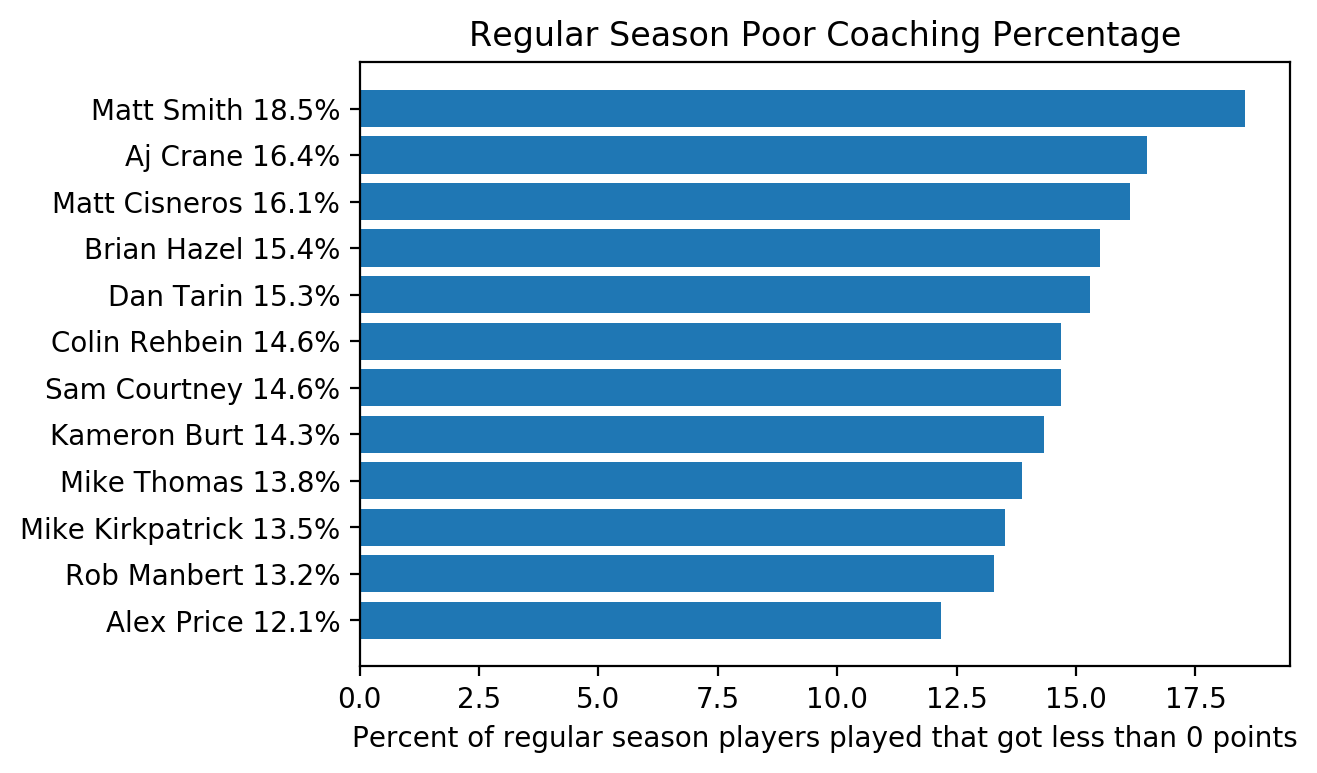 Regular Season Poor Coaching Percentage
Matt Smith 18.5%
Aj Crane 16.4%
Matt Cisneros 16.1%
Brian Hazel 15.4%
Dan Tarin 15.3%
Colin Rehbein 14.6%
Sam Courtney 14.6%
Kameron Burt 14.3%
Mike Thomas 13.8%
Mike Kirkpatrick 13.5%
Rob Manbert 13.2%
Alex Price 12.1%
0.0 2.5 5.0 7.5 10.0 12.5 15.0 17.5
Percent of regular season players played that got less than 0 points